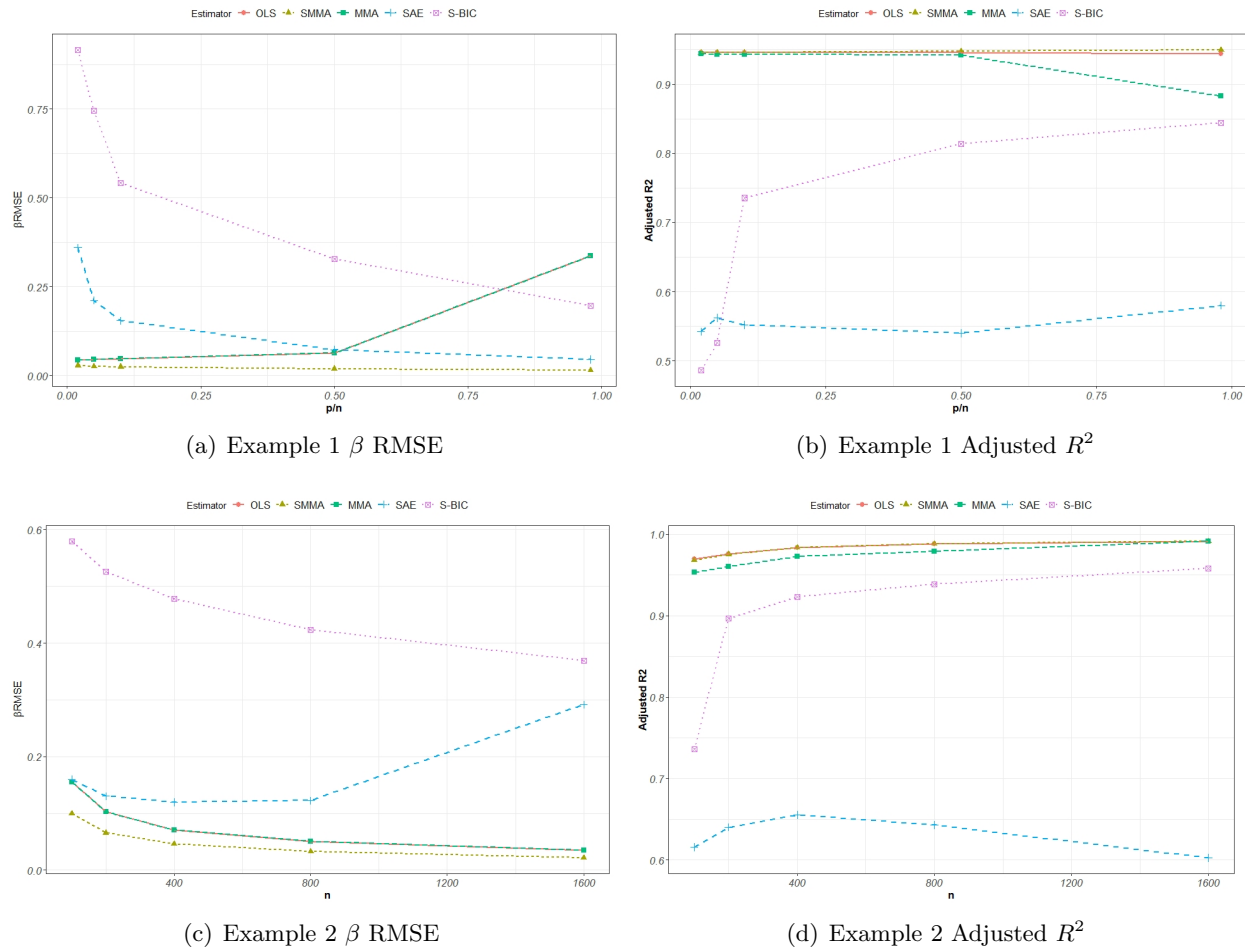 Estimator OLS SMMA MMA SAE S-BIC
βRMSE
0.75
0.50
0.25
0.00
0.00 0.25 0.50 0.75 1.00
p/n
(a) Example 1 β RMSE
Estimator OLS SMMA MMA SAE S-BIC
Adjusted R2
0.9
0.8
0.7
0.6
0.5
0.00 0.25 0.50 0.75 1.00
p/n
(b) Example 1 Adjusted R²
Estimator OLS SMMA MMA SAE S-BIC
βRMSE
0.6
0.4
0.2
0.0
400 800 1200 1600
n
(c) Example 2 β RMSE
Estimator OLS SMMA MMA SAE S-BIC
Adjusted R2
1.0
0.9
0.8
0.7
0.6
400 800 1200 1600
n
(d) Example 2 Adjusted R²